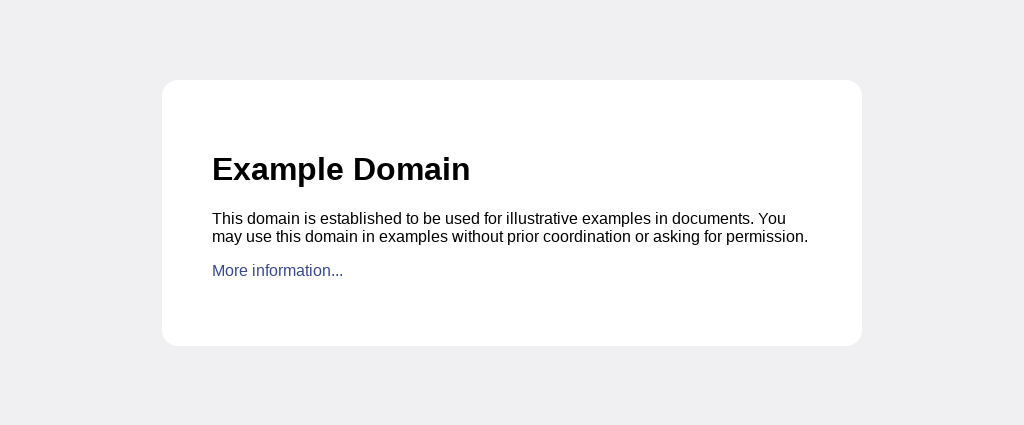 Example Domain
This domain is established to be used for illustrative examples in documents. You
may use this domain in examples without prior coordination or asking for permission.
More information...